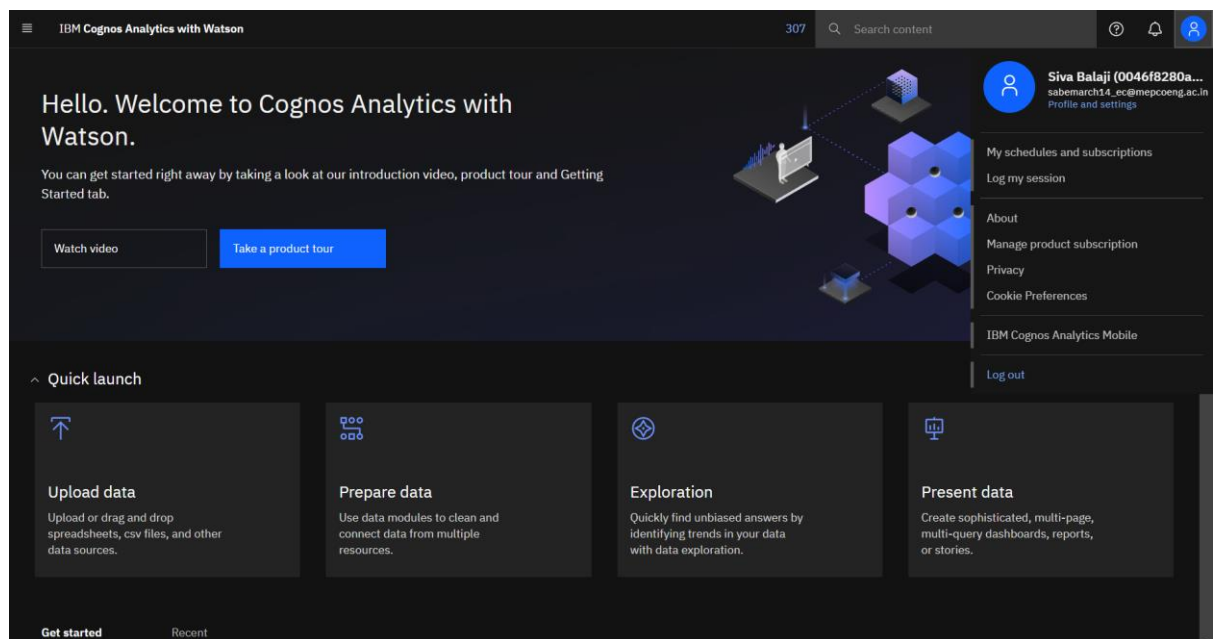 IBM Cognos Analytics with Watson
307
Search content
Siva Balaji (0046f8280a...
sabemarch14_ec@mepcoeng.ac.in
Profile and settings
My schedules and subscriptions
Log my session
About
Manage product subscription
Privacy
Cookie Preferences
IBM Cognos Analytics Mobile
Log out
Hello. Welcome to Cognos Analytics with
Watson.
You can get started right away by taking a look at our introduction video, product tour and Getting
Started tab.
Watch video
Take a product tour
Quick launch
Upload data
Upload or drag and drop
spreadsheets, csv files, and other
data sources.
Prepare data
Use data modules to clean and
connect data from multiple
resources.
Exploration
Quickly find unbiased answers by
identifying trends in your data
with data exploration.
Present data
Create sophisticated, multi-page,
multi-query dashboards, reports,
or stories.
Get started
Recent